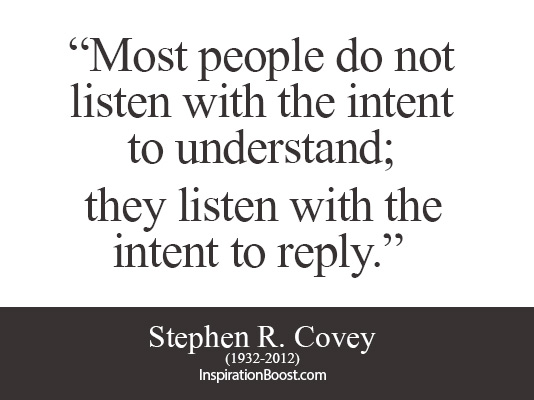 “Most people do not
listen with the intent
to understand;
they listen with the
intent to reply.”
Stephen R. Covey
(1932-2012)
InspirationBoost.com